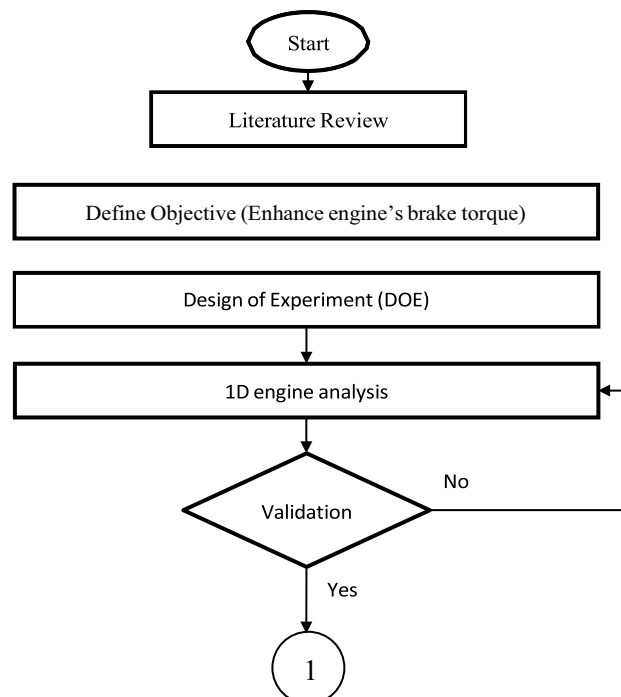 Start
Literature Review
Define Objective (Enhance engine’s brake torque)
Design of Experiment (DOE)
1D engine analysis
No
Validation
Yes
1